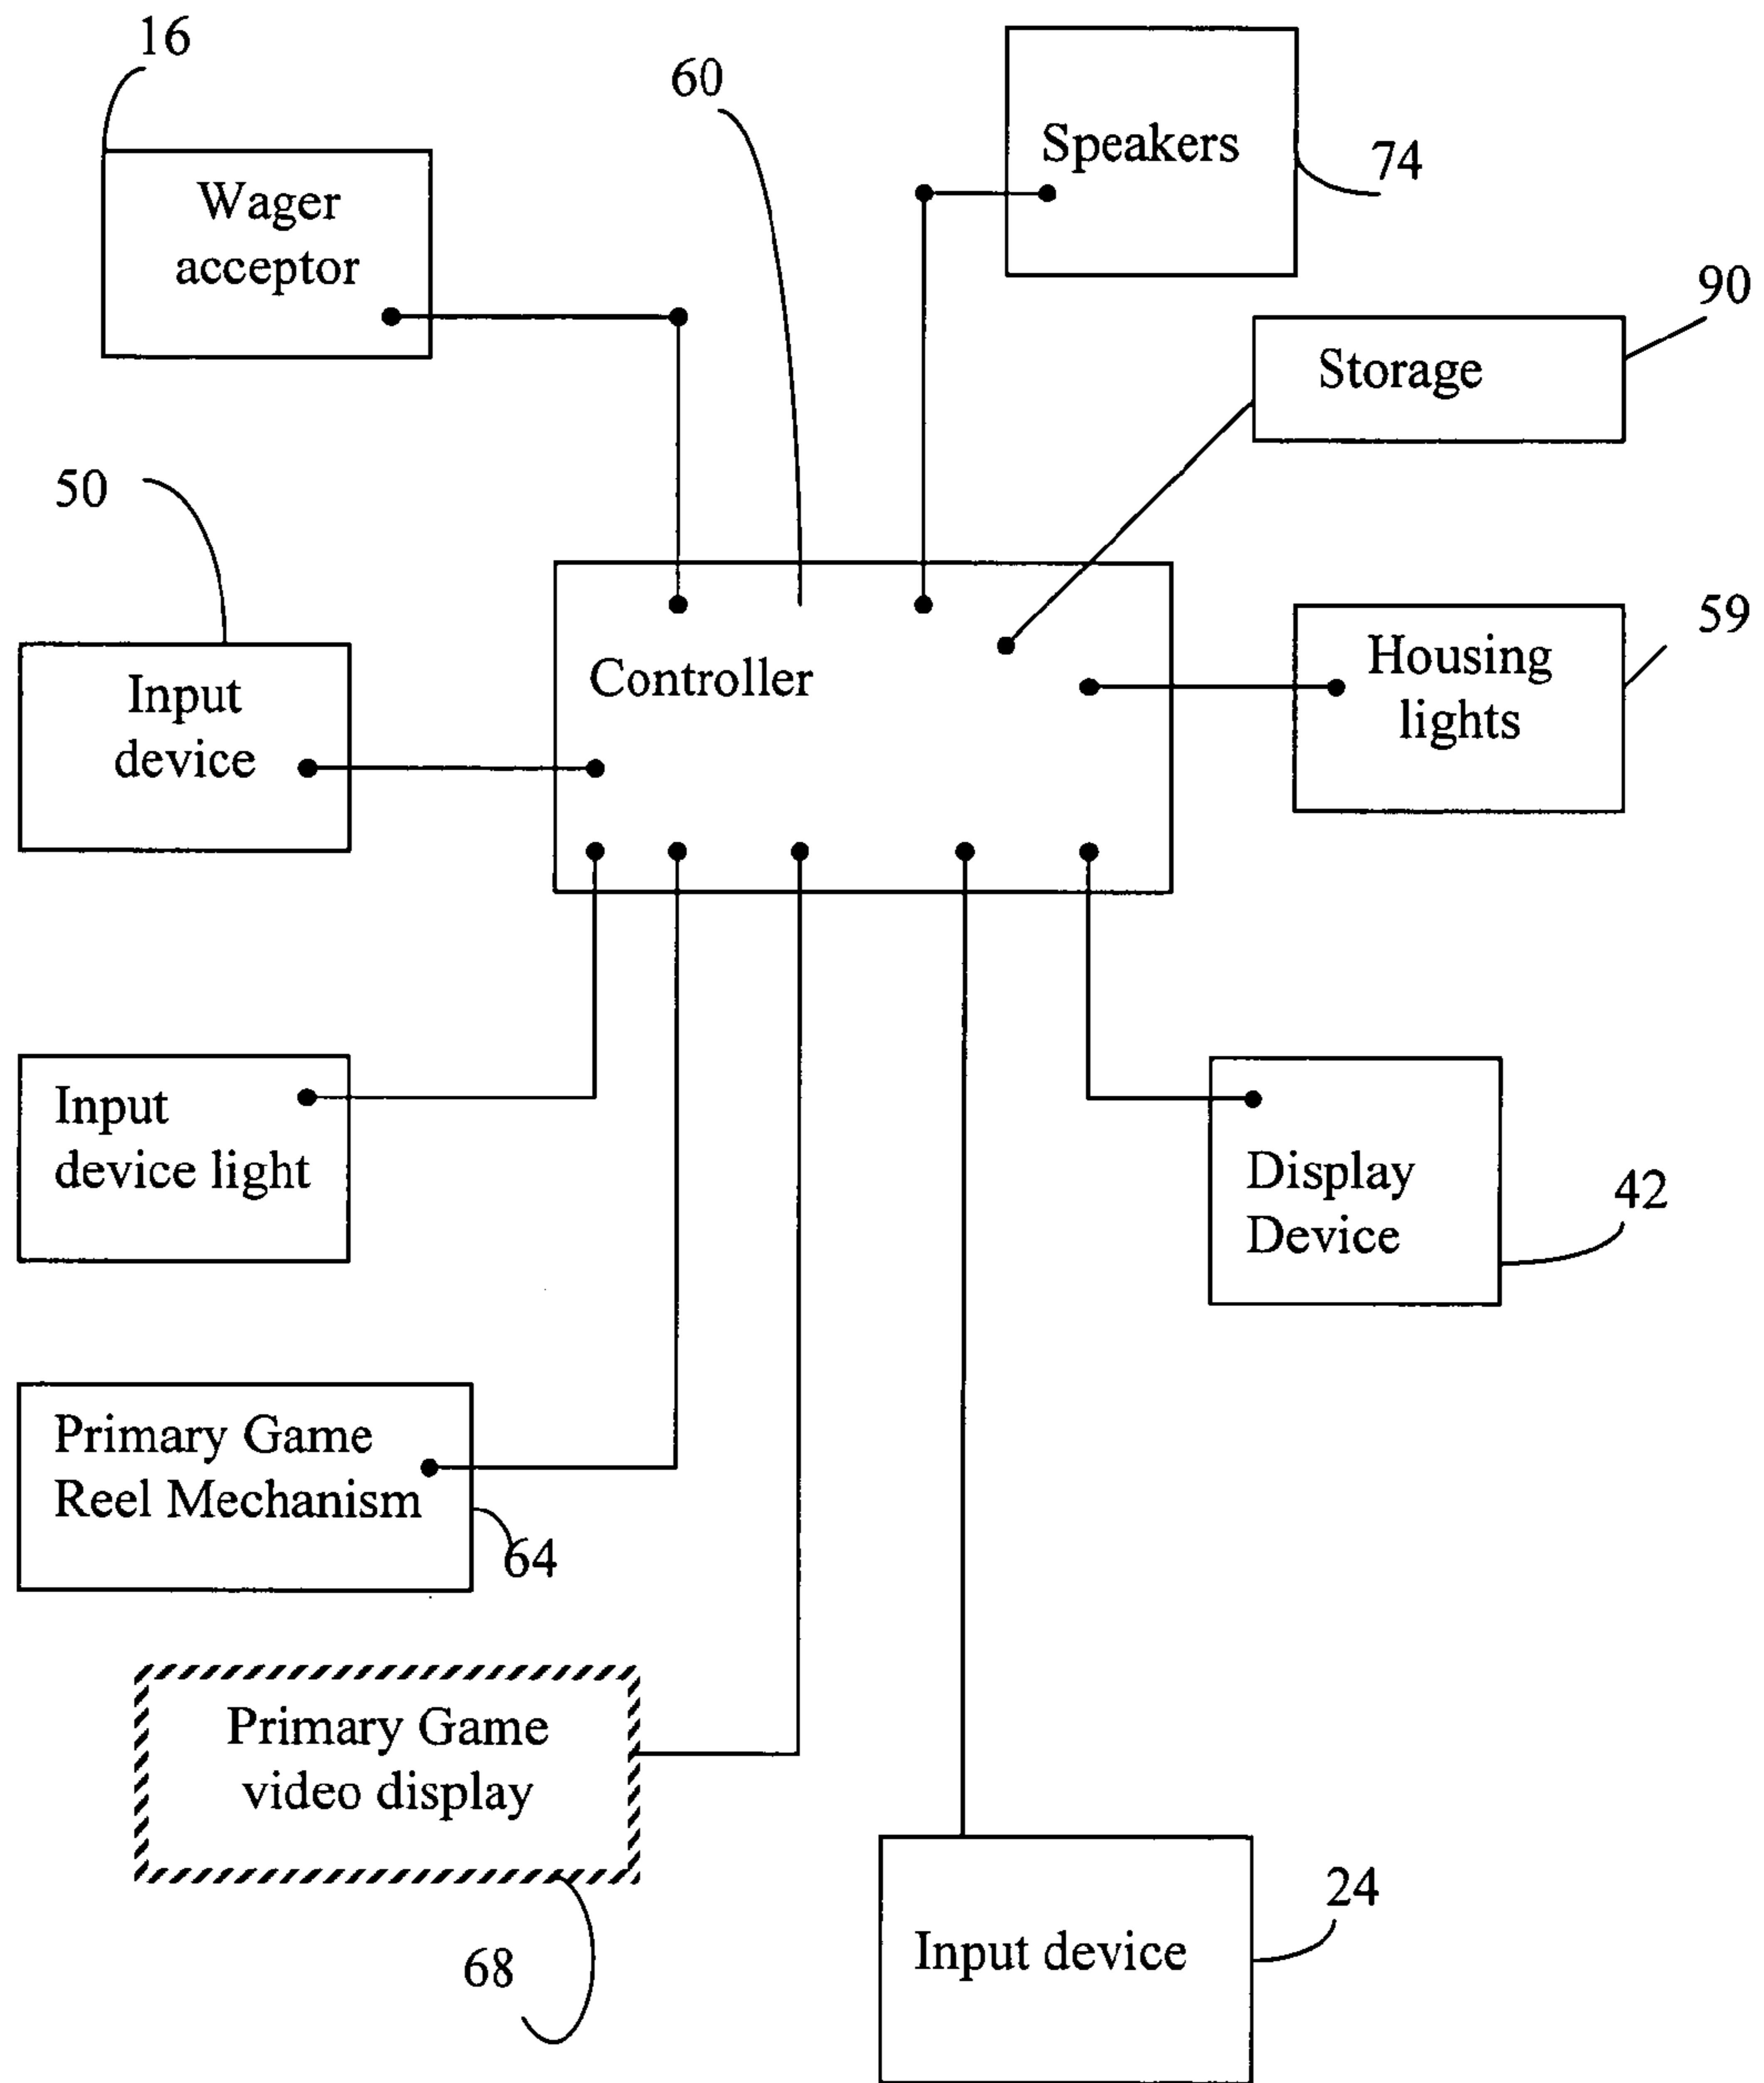 16
60
Speakers
74
Wager
acceptor
90
Storage
50
59
Housing
lights
Controller
Input
device
Input
device light
Display
Device
42
Primary Game
Reel Mechanism
64
Primary Game
video display
24
Input device
68